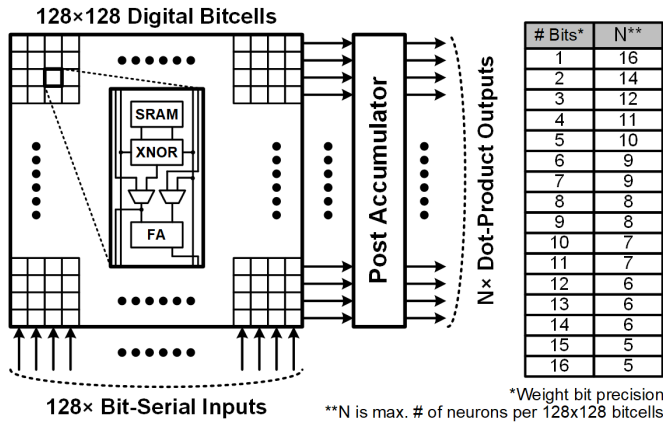 128×128 Digital Bitcells
SRAM
XNOR
FA
Post Accumulator
N× Dot-Product Outputs
128× Bit-Serial Inputs
# Bits* N**
1 16
2 14
3 12
4 11
5 10
6 9
7 9
8 8
9 8
10 7
11 7
12 6
13 6
14 6
15 5
16 5
*Weight bit precision
**N is max. # of neurons per 128x128 bitcells